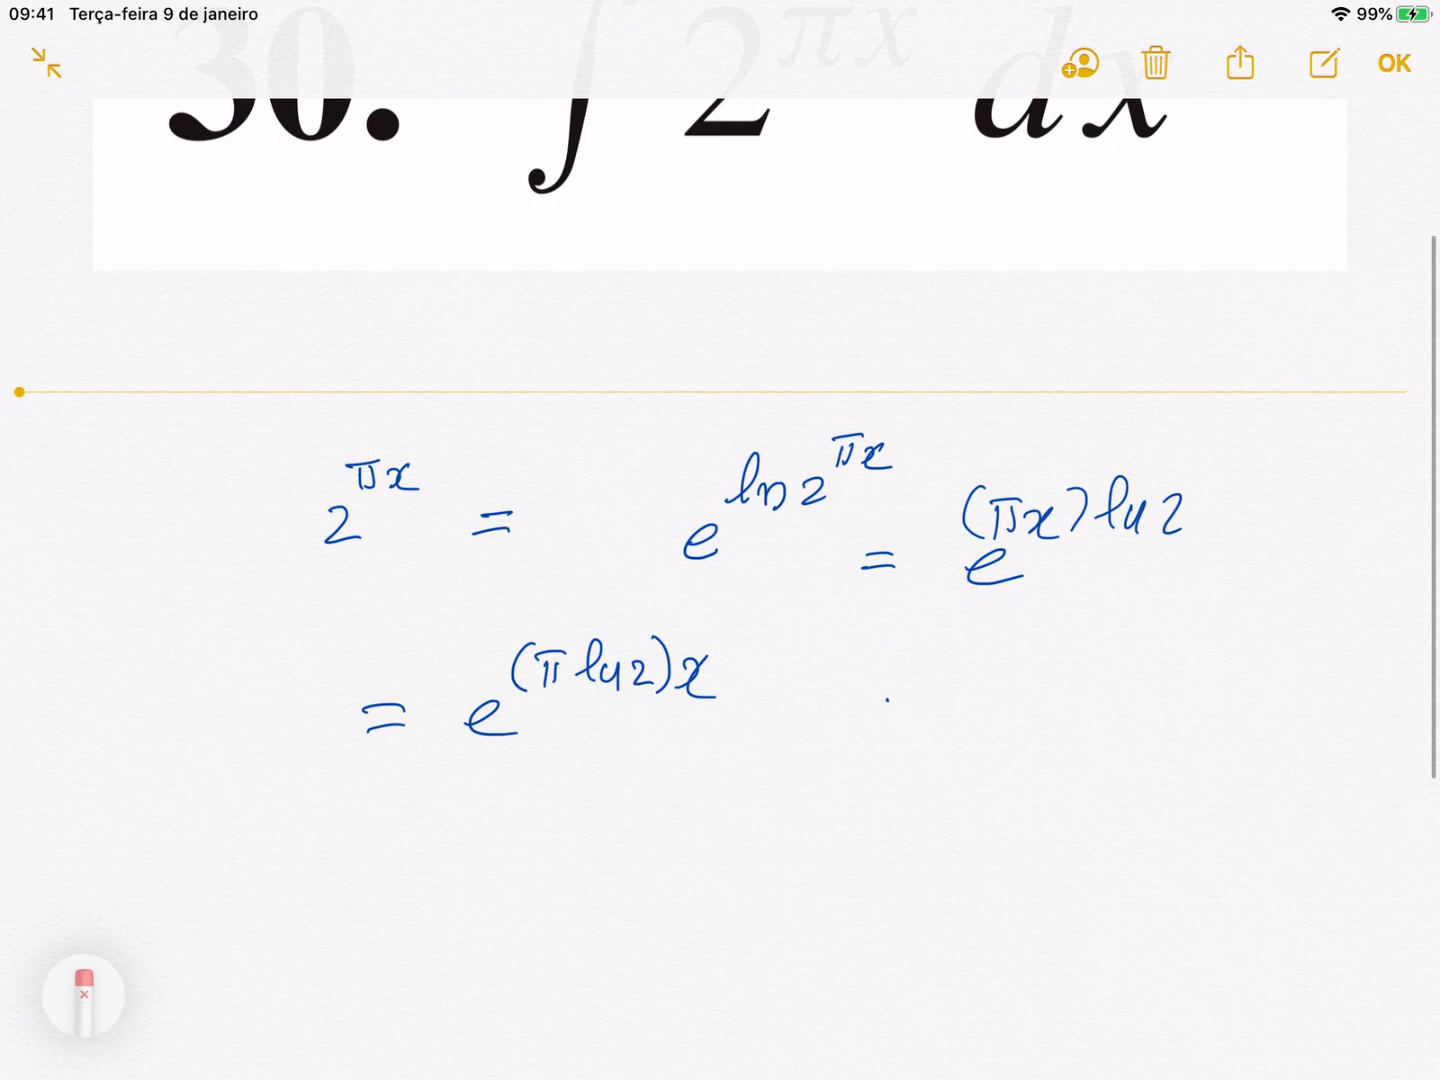 09:41 Terça-feira 9 de janeiro 99%
OK
30. ∫ 2^{πx} dx
2^{πx} = e^{ln 2^{πx}} = e^{(πx) ln 2}
= e^{(π ln 2)x}